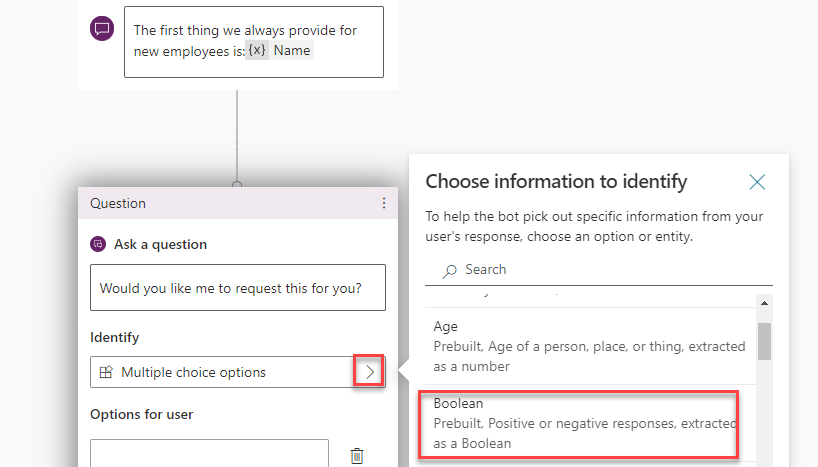 The first thing we always provide for
new employees is: {x} Name
Question
Ask a question
Would you like me to request this for you?
Identify
Multiple choice options
Options for user
Choose information to identify
To help the bot pick out specific information from your
user's response, choose an option or entity.
Search
Age
Prebuilt, Age of a person, place, or thing, extracted
as a number
Boolean
Prebuilt, Positive or negative responses, extracted
as a Boolean